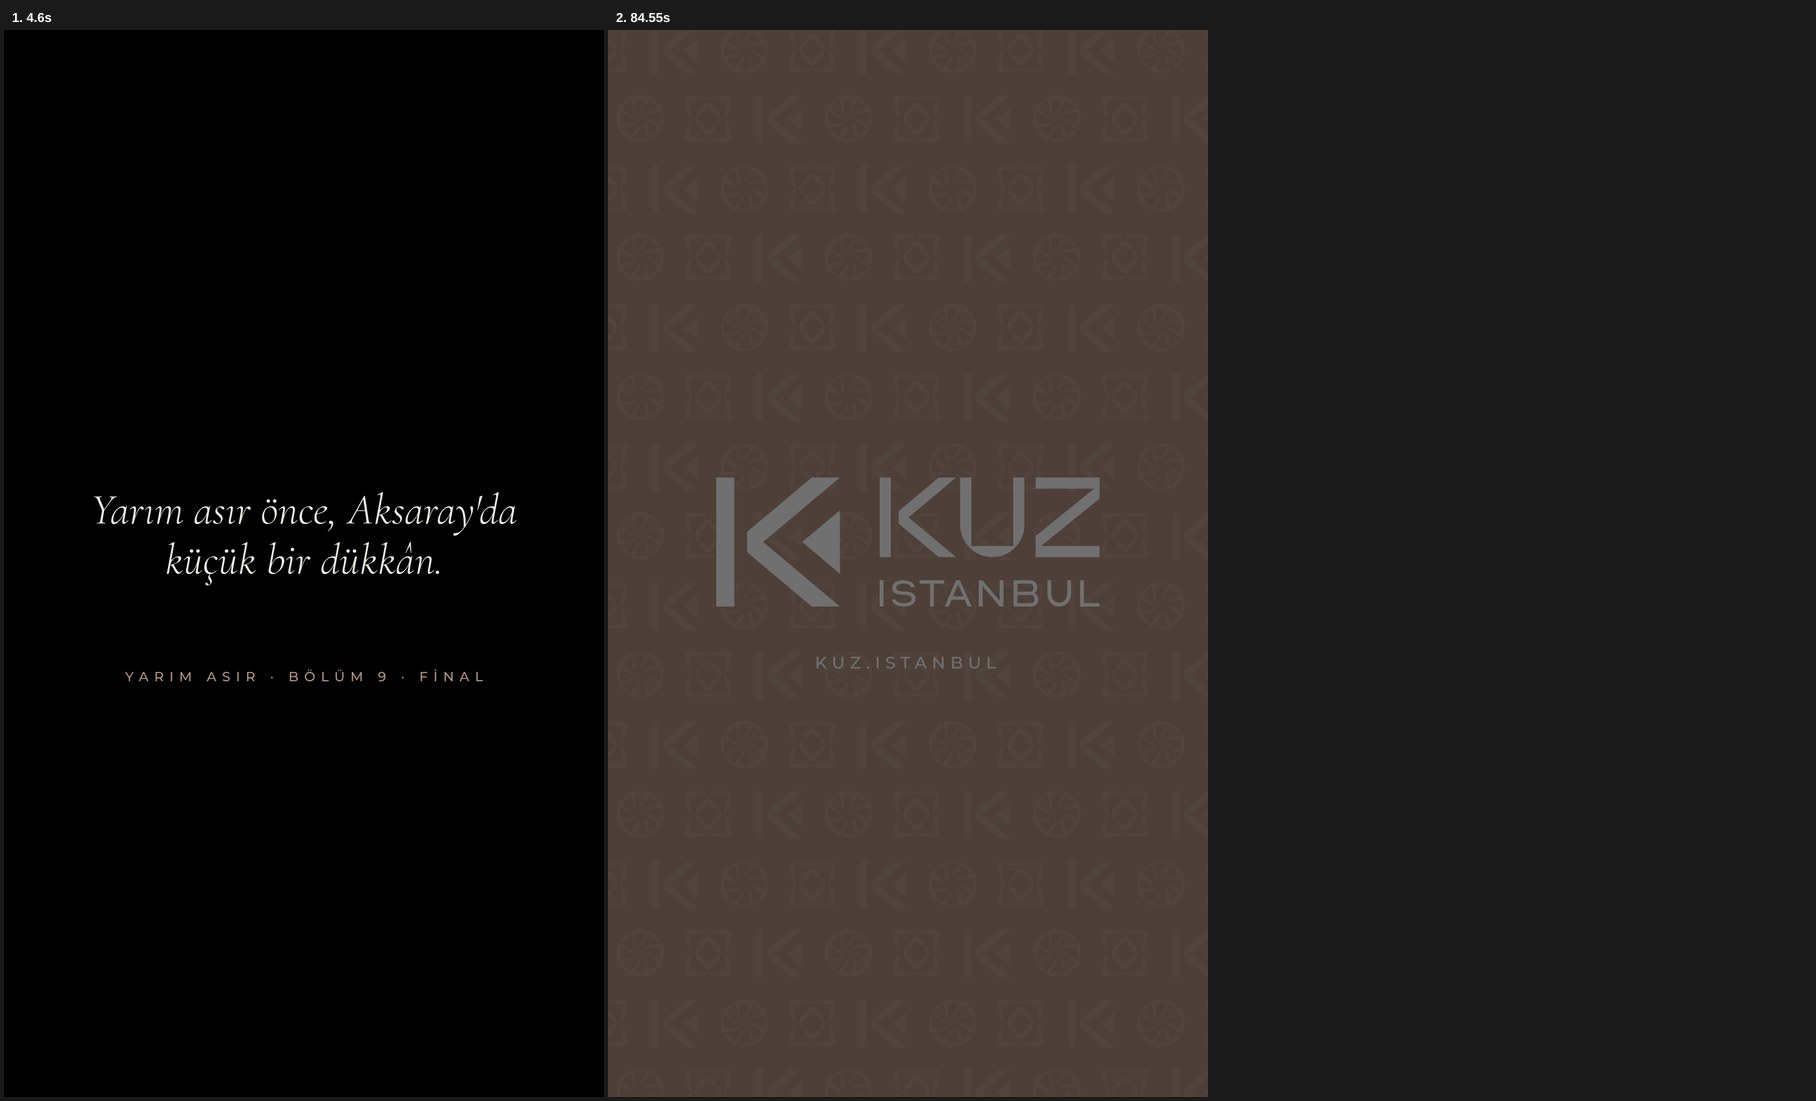 1. 4.6s
Yarım asır önce, Aksaray'da
küçük bir dükkân.
YARIM ASIR · BÖLÜM 9 · FİNAL
2. 84.55s
KUZ
ISTANBUL
KUZ.ISTANBUL